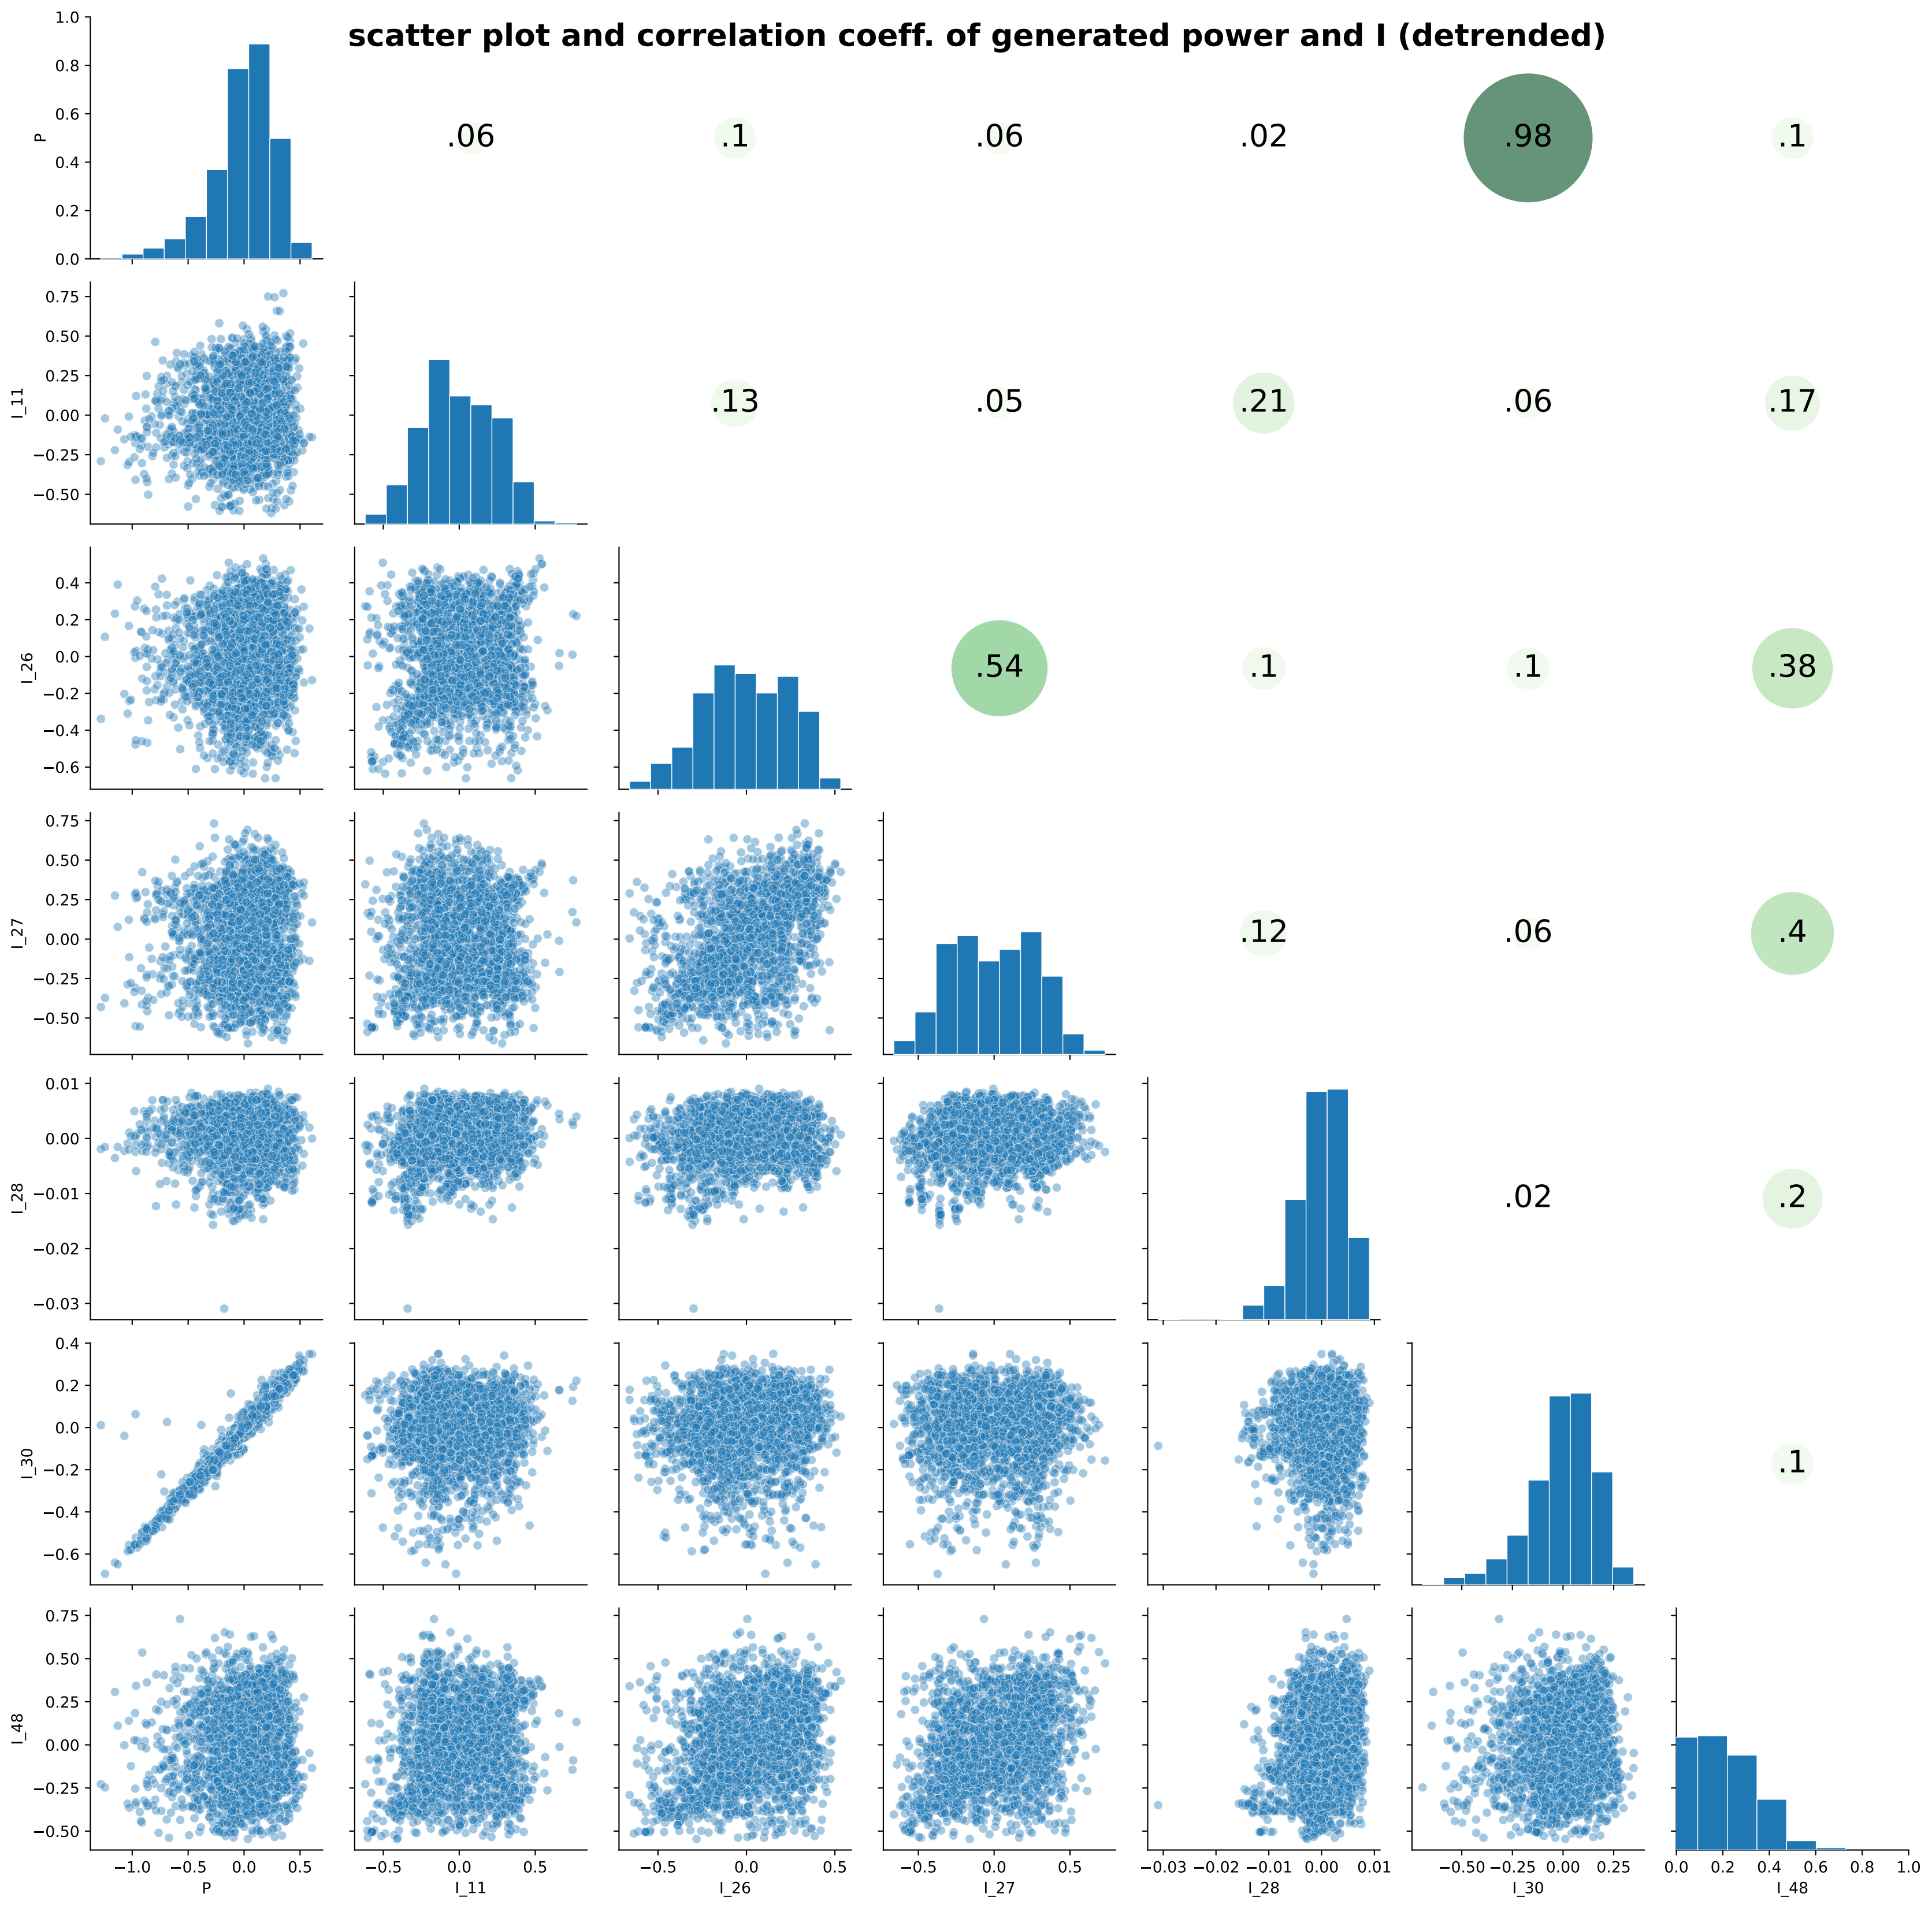 scatter plot and correlation coeff. of generated power and I (detrended)
1.0
0.8
0.6
0.4
0.2
0.0
P
.06
.1
.06
.02
.98
.1
0.75
0.50
0.25
0.00
−0.25
−0.50
I_11
.13
.05
.21
.06
.17
0.4
0.2
0.0
−0.2
−0.4
−0.6
I_26
.54
.1
.1
.38
0.75
0.50
0.25
0.00
−0.25
−0.50
I_27
.12
.06
.4
0.01
0.00
−0.01
−0.02
−0.03
I_28
.02
.2
0.4
0.2
0.0
−0.2
−0.4
−0.6
I_30
.1
0.75
0.50
0.25
0.00
−0.25
−0.50
I_48
−1.0 −0.5 0.0 0.5
−0.5 0.0 0.5
−0.5 0.0 0.5
−0.5 0.0 0.5
−0.03 −0.02 −0.01 0.00 0.01
−0.50 −0.25 0.00 0.25
0.0 0.2 0.4 0.6 0.8 1.0
P
I_11
I_26
I_27
I_28
I_30
I_48